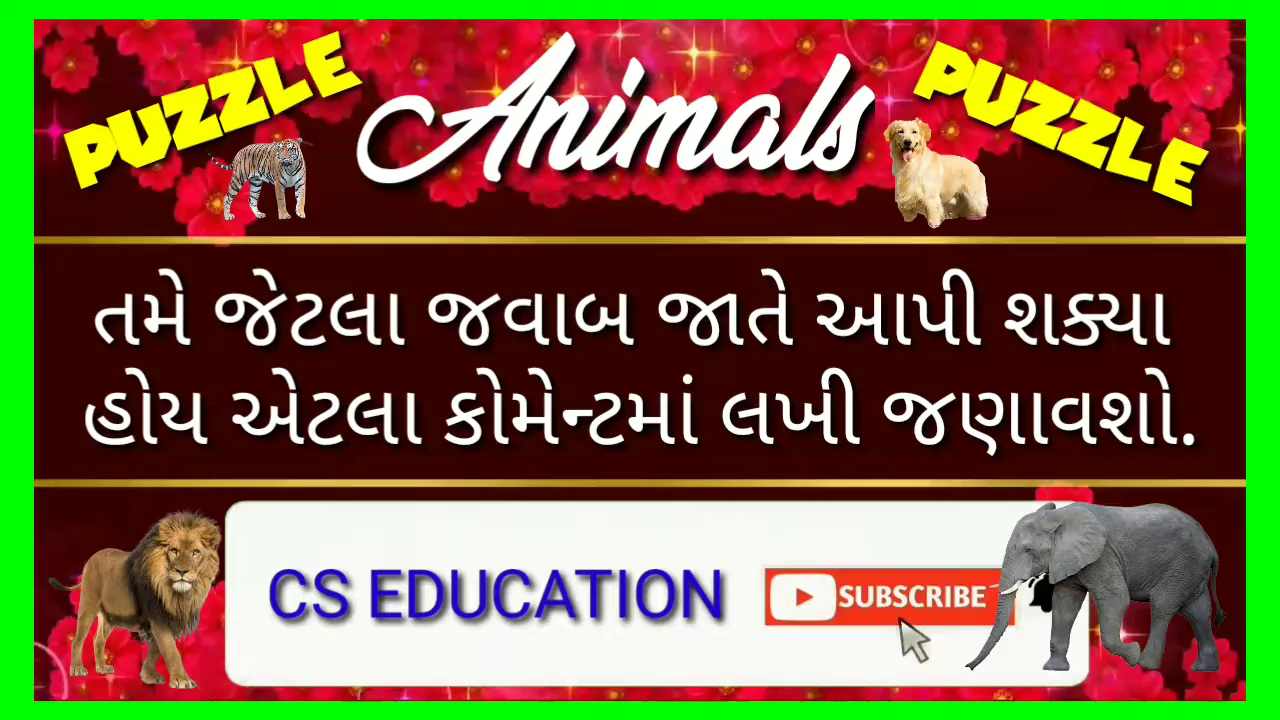 PUZZLE Animals PUZZLE
તમે જેટલા જવાબ જાતે આપી શક્યા
હોય એટલા કોમેન્ટમાં લખી જણાવશો.
CS EDUCATION SUBSCRIBE